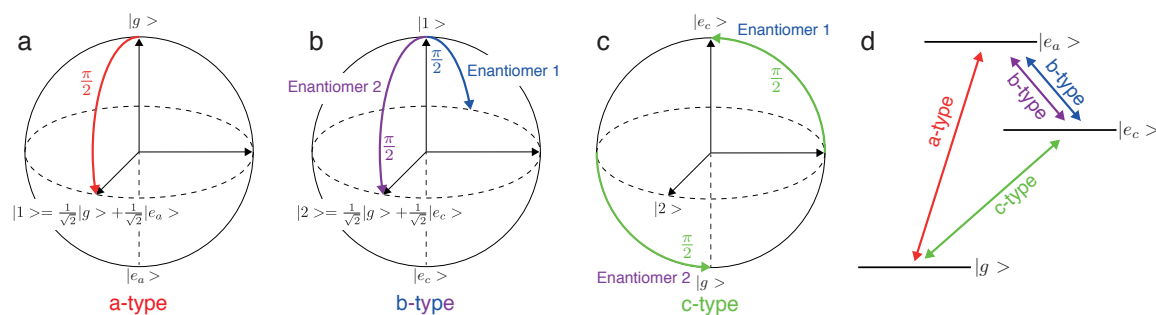 a
|g >
π/2
|1 >= 1/√2|g > + 1/√2|e_a >
|e_a >
a-type
b
|1 >
π/2
Enantiomer 1
Enantiomer 2
π/2
|2 >= 1/√2|g > + 1/√2|e_c >
|e_c >
b-type
c
|e_c >
Enantiomer 1
π/2
|2 >
π/2
Enantiomer 2
|g >
c-type
d
|e_a >
b-type
b-type
a-type
|e_c >
c-type
|g >